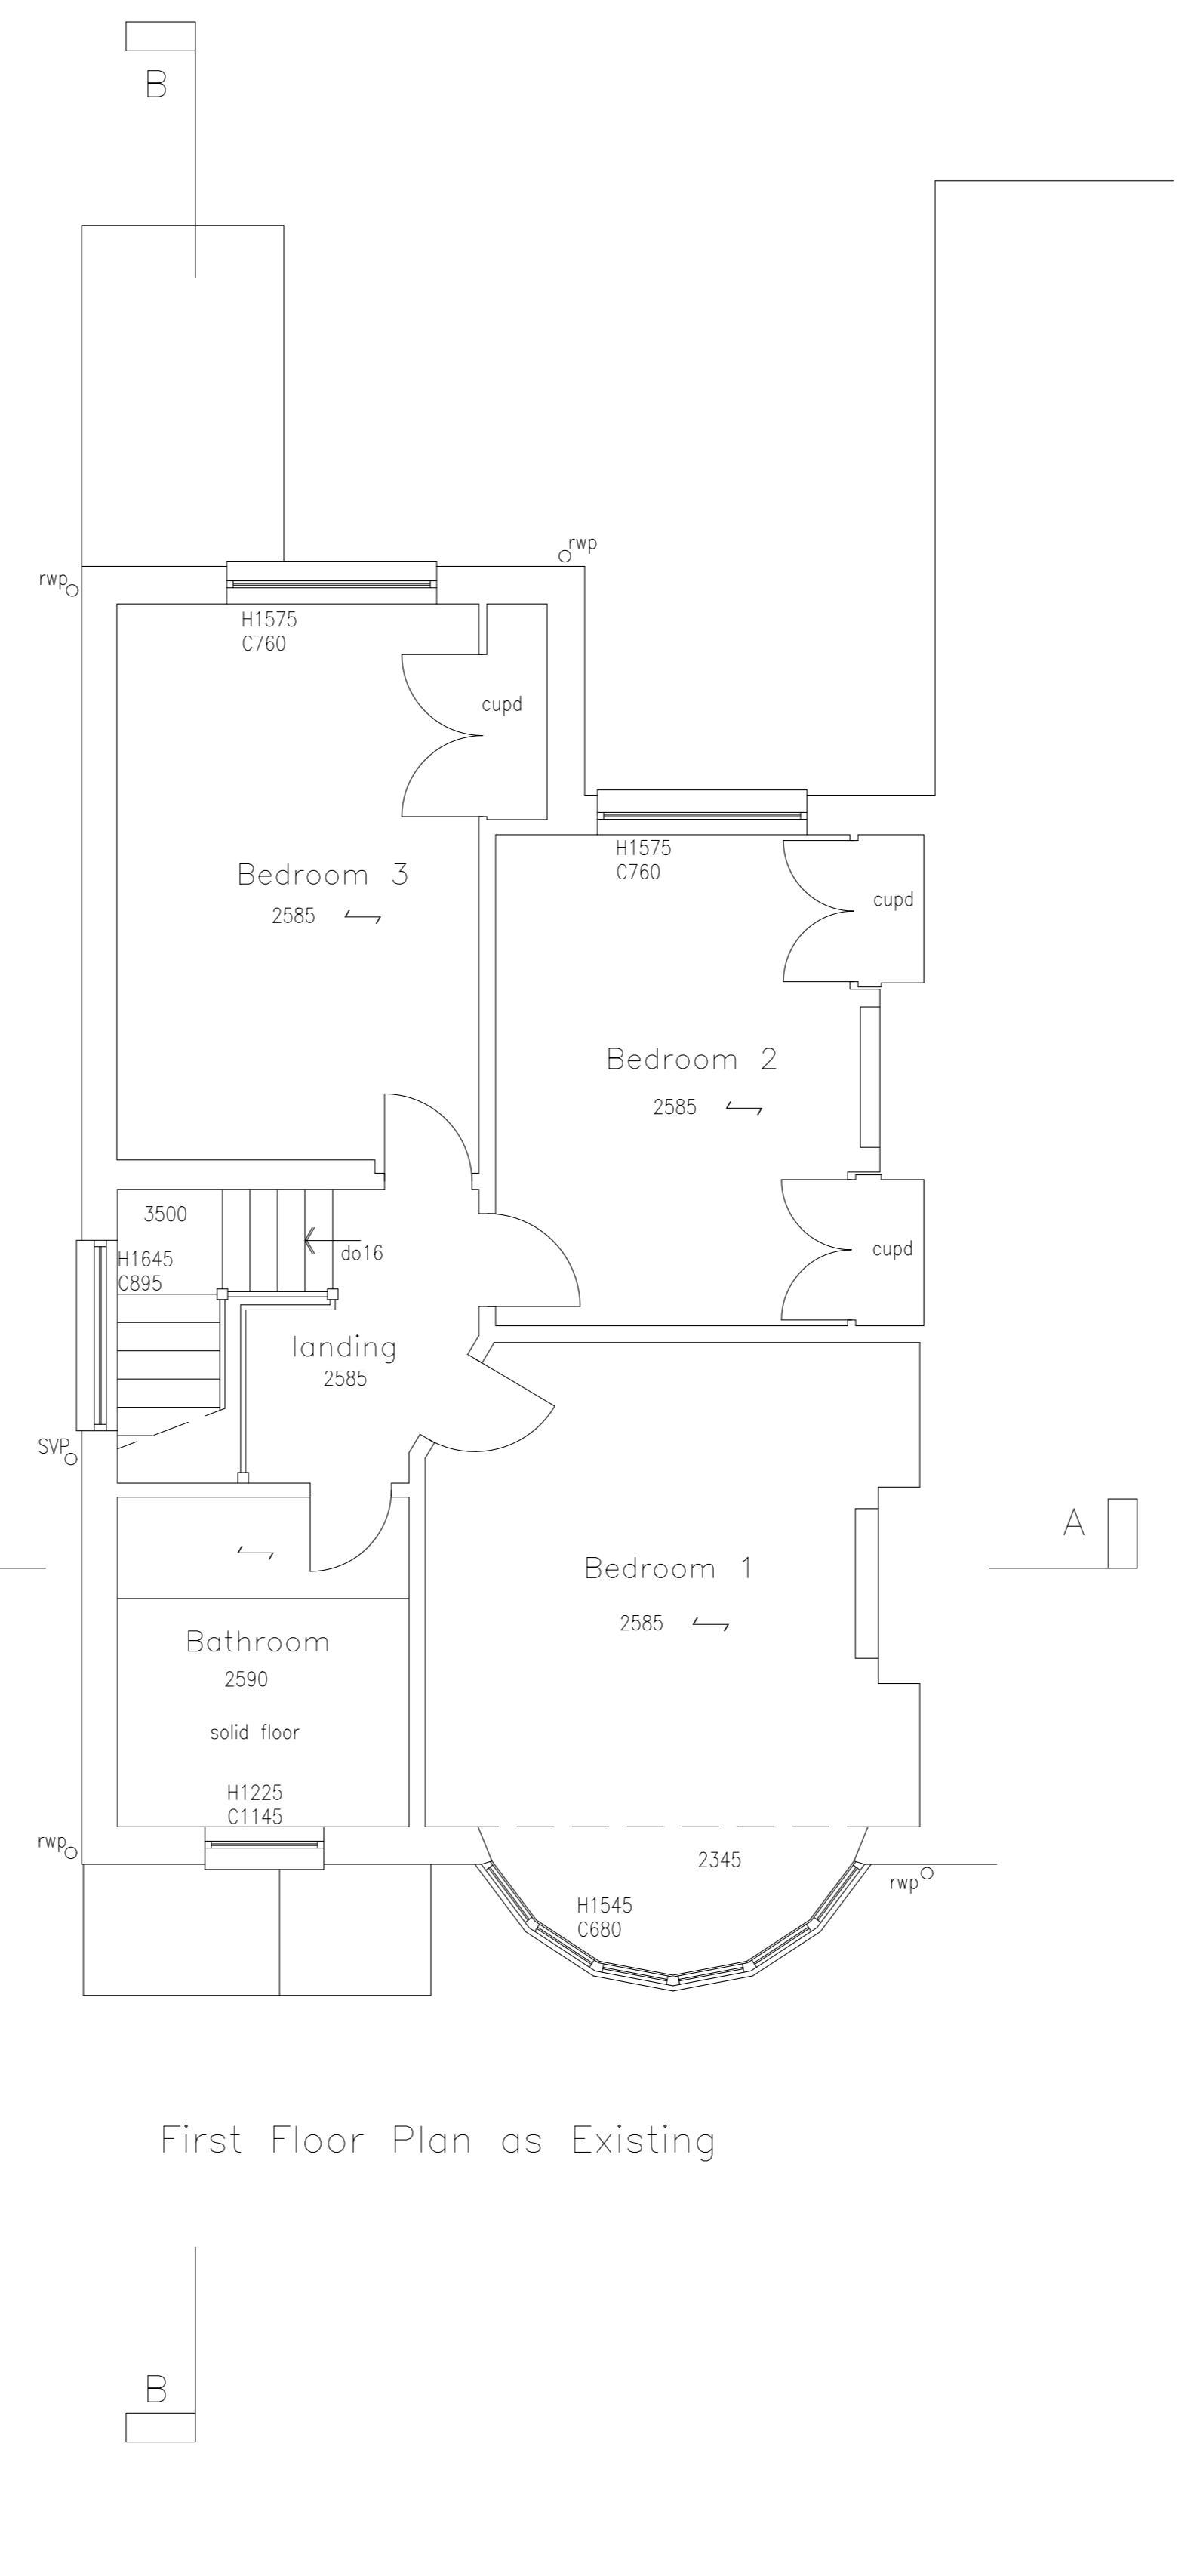 B
rwp
rwp
H1575
C760
cupd
H1575
C760
Bedroom 3
2585
cupd
Bedroom 2
2585
3500
H1645
C895
do16
cupd
landing
2585
SVP
A
Bedroom 1
2585
Bathroom
2590
solid floor
H1225
C1145
rwp
2345
rwp
H1545
C680
First Floor Plan as Existing
B